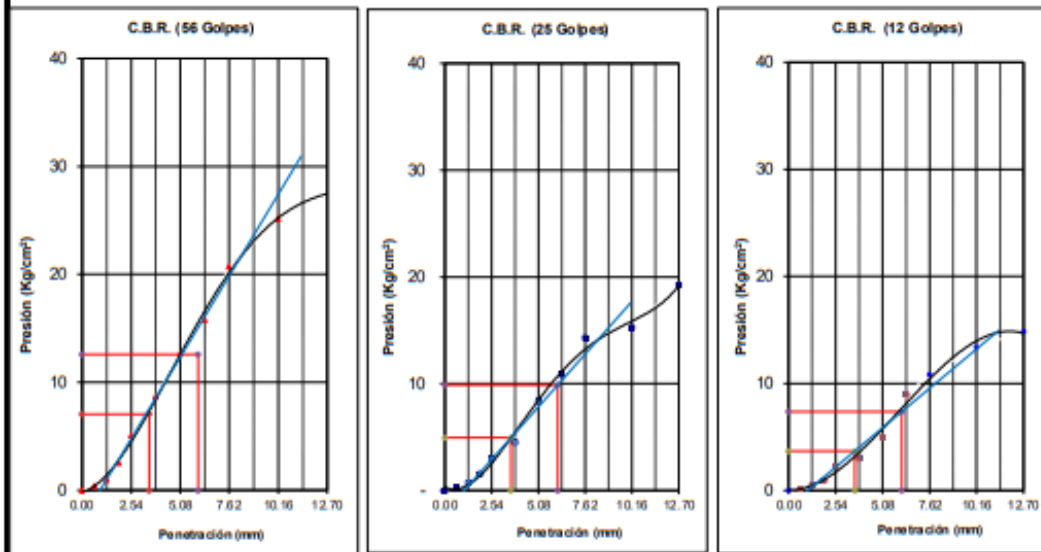 C.B.R. (56 Golpes)
40
30
20
10
0
0.00 2.54 5.08 7.62 10.16 12.70
Presión (Kg/cm²)
Penetración (mm)
C.B.R. (25 Golpes)
40
30
20
10
-
0.00 2.54 5.08 7.62 10.16 12.70
Presión (Kg/cm²)
Penetración (mm)
C.B.R. (12 Golpes)
40
30
20
10
0
0.00 2.54 5.08 7.62 10.16 12.70
Presión (Kg/cm²)
Penetración (mm)